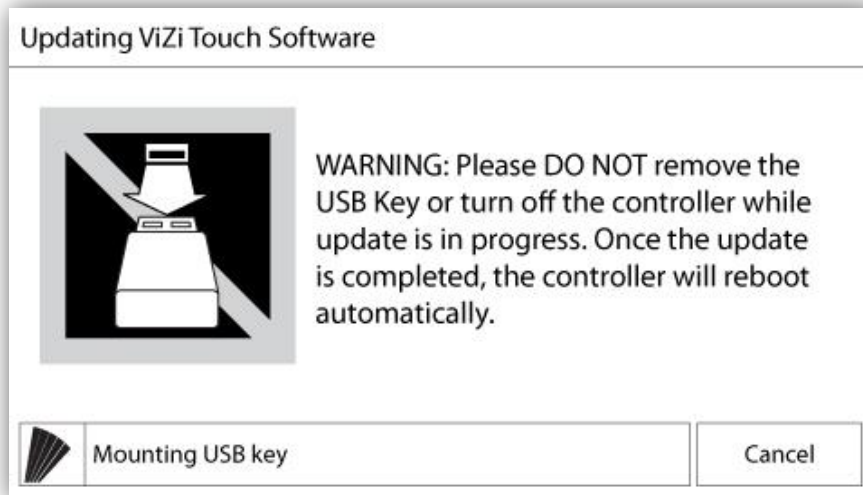 Updating ViZi Touch Software
WARNING: Please DO NOT remove the
USB Key or turn off the controller while
update is in progress. Once the update
is completed, the controller will reboot
automatically.
Mounting USB key
Cancel